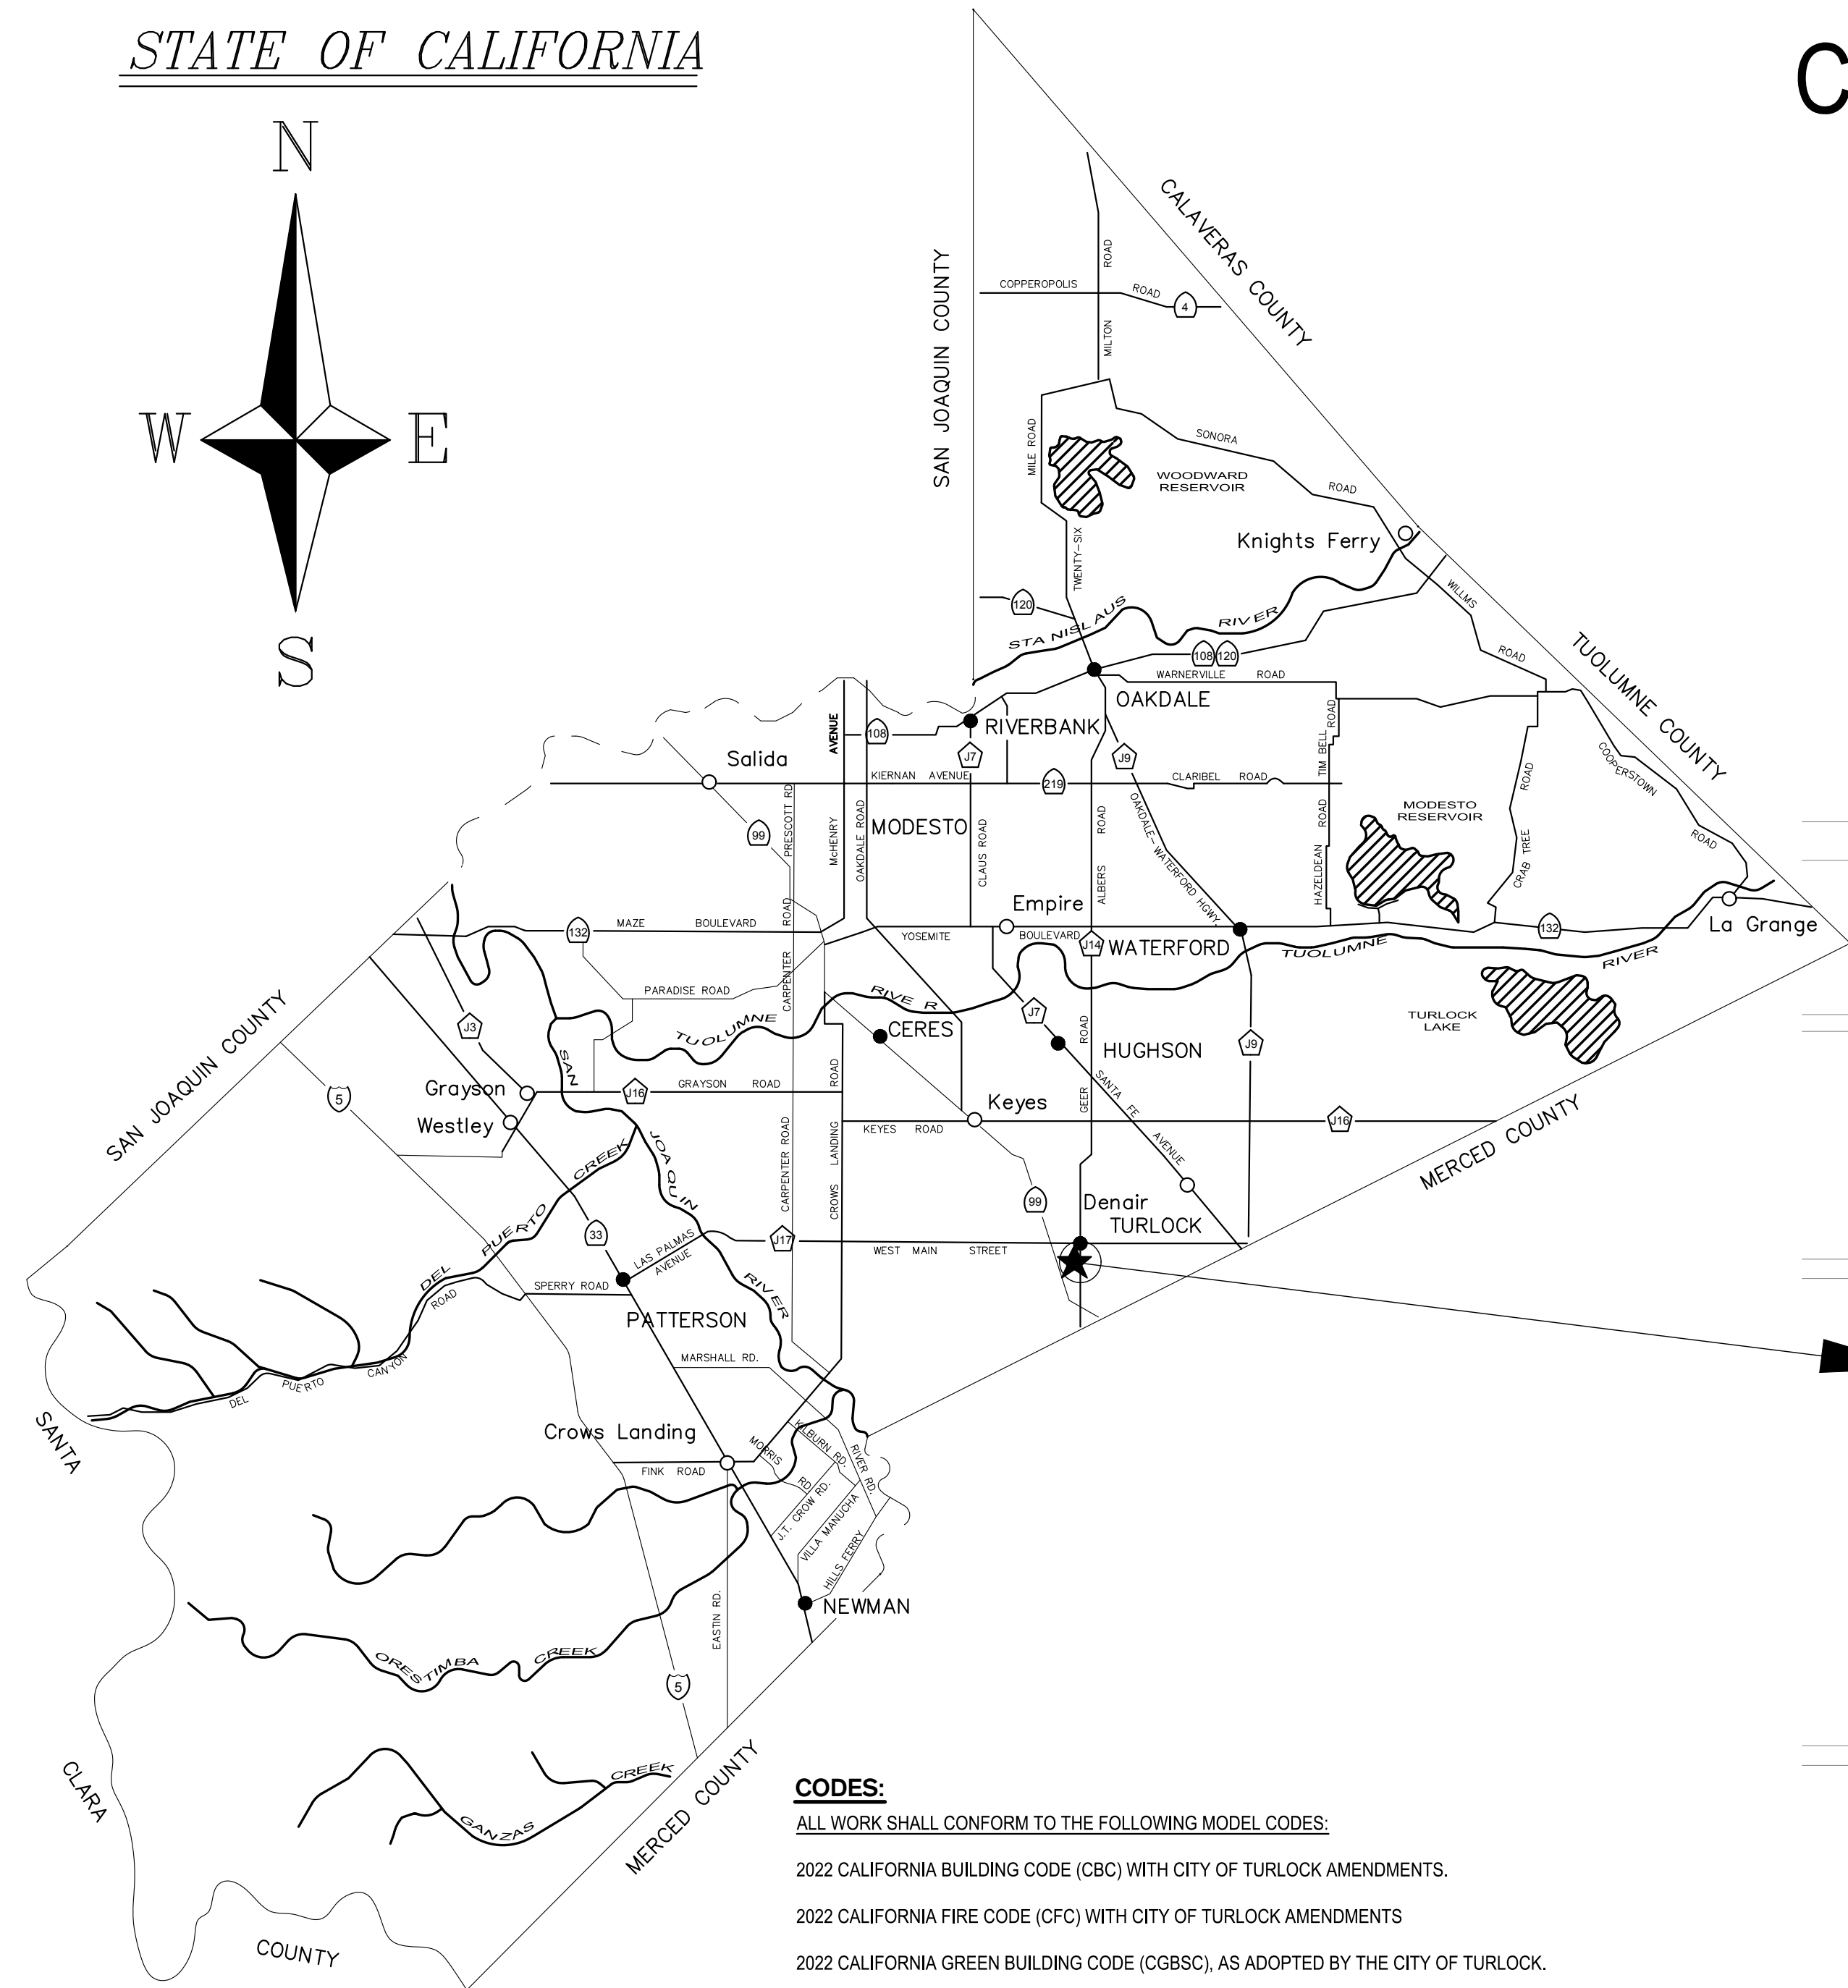 STATE OF CALIFORNIA
C
N
W
E
S
SAN JOAQUIN COUNTY
CALAVERAS COUNTY
ROAD
MILTON
COPPEROPOLIS
ROAD
4
MILE ROAD
TWENTY-SIX
SONORA
ROAD
WOODWARD
RESERVOIR
Knights Ferry
WILLMS
ROAD
120
STANISLAUS
RIVER
108
120
WARNERVILLE ROAD
OAKDALE
TUOLUMNE COUNTY
RIVERBANK
AVENUE
108
J7
J9
Salida
KIERNAN AVENUE
219
CLARIBEL ROAD
TIM BELL ROAD
COOPERSTOWN
ROAD
99
PRESCOTT RD
McHENRY
OAKDALE ROAD
MODESTO
CLAUS ROAD
ALBERS ROAD
OAKDALE-WATERFORD HGWY.
HAZELDEAN ROAD
MODESTO
RESERVOIR
CRAB TREE
ROAD
Empire
132
MAZE BOULEVARD
ROAD
CARPENTER
YOSEMITE
BOULEVARD
J14
WATERFORD
132
La Grange
TUOLUMNE
RIVER
PARADISE ROAD
TUOLUMNE
RIVER
J3
SAN
CERES
J7
HUGHSON
ROAD
GEER
J9
TURLOCK
LAKE
SAN JOAQUIN COUNTY
5
Grayson
J16
GRAYSON ROAD
ROAD
Westley
Keyes
KEYES ROAD
SANTA FE
AVENUE
J16
MERCED COUNTY
CARPENTER ROAD
CROWS LANDING
JOAQUIN
DEL PUERTO CREEK
33
LAS PALMAS
AVENUE
J17
WEST MAIN STREET
99
Denair
TURLOCK
RIVER
SPERRY ROAD
PATTERSON
DEL PUERTO CANYON ROAD
MARSHALL RD.
Crows Landing
FINK ROAD
MORRIS
RD.
KILBURN RD.
RIVER RD.
J.T. CROW RD.
VILLA MANUCHA
HILLS FERRY
NEWMAN
EASTIN RD.
SANTA
CLARA
COUNTY
ORESTIMBA
CREEK
5
GANZAS
CREEK
MERCED COUNTY
CODES:
ALL WORK SHALL CONFORM TO THE FOLLOWING MODEL CODES:
2022 CALIFORNIA BUILDING CODE (CBC) WITH CITY OF TURLOCK AMENDMENTS.
2022 CALIFORNIA FIRE CODE (CFC) WITH CITY OF TURLOCK AMENDMENTS
2022 CALIFORNIA GREEN BUILDING CODE (CGBSC), AS ADOPTED BY THE CITY OF TURLOCK.